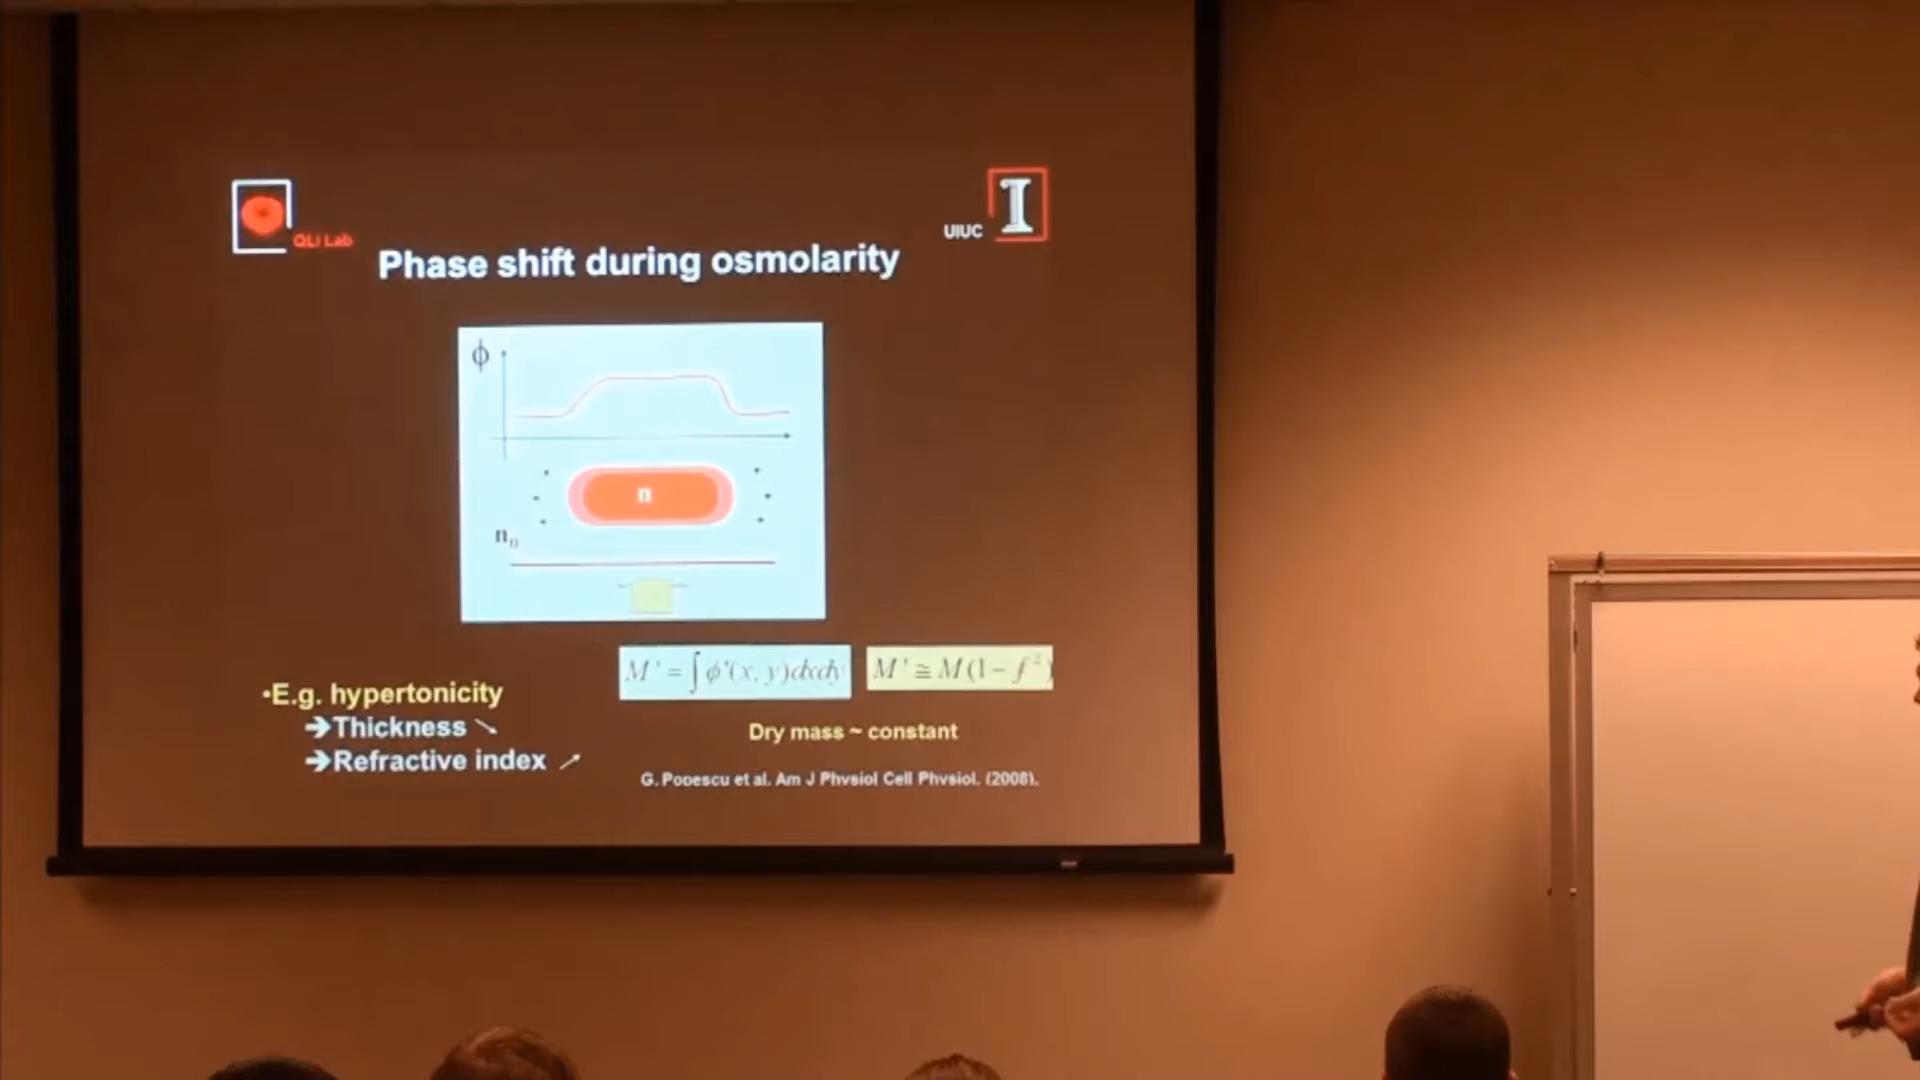 QLI Lab
UIUC
I
Phase shift during osmolarity
ϕ
n
n₀
M' = ∫ϕ'(x, y)dxdy
M' ≅ M(1 − f²)
•E.g. hypertonicity
➔Thickness ↘
➔Refractive index ↗
Dry mass ~ constant
G. Popescu et al. Am J Physiol Cell Physiol. (2008).